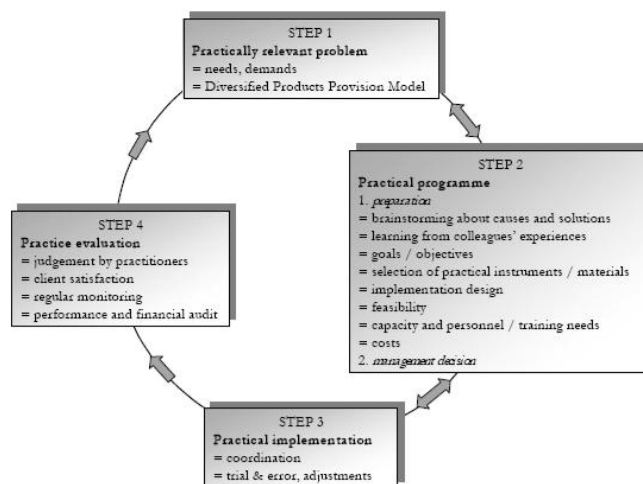 STEP 1
Practically relevant problem
= needs, demands
= Diversified Products Provision Model
STEP 2
Practical programme
1. preparation
= brainstorming about causes and solutions
= learning from colleagues' experiences
= goals / objectives
= selection of practical instruments / materials
= implementation design
= feasibility
= capacity and personnel / training needs
= costs
2. management decision
STEP 4
Practice evaluation
= judgement by practitioners
= client satisfaction
= regular monitoring
= performance and financial audit
STEP 3
Practical implementation
= coordination
= trial & error, adjustments